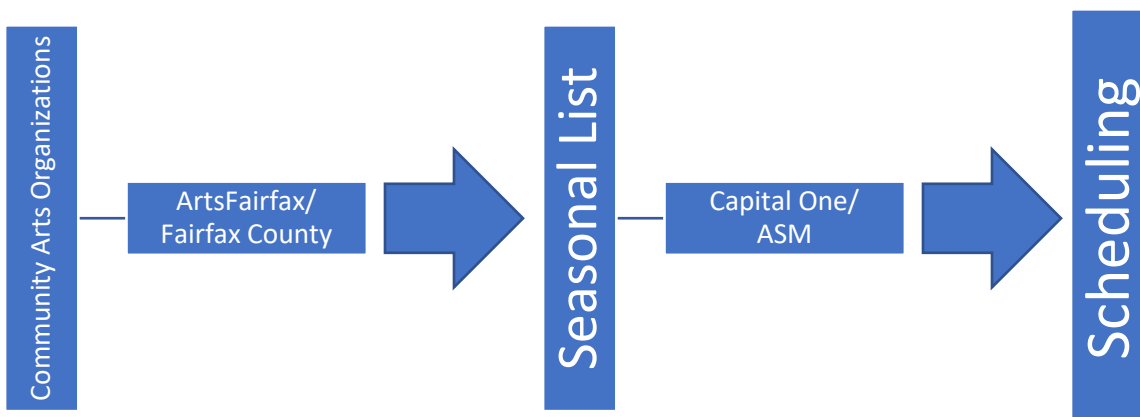 Community Arts Organizations
ArtsFairfax/
Fairfax County
Seasonal List
Capital One/
ASM
Scheduling